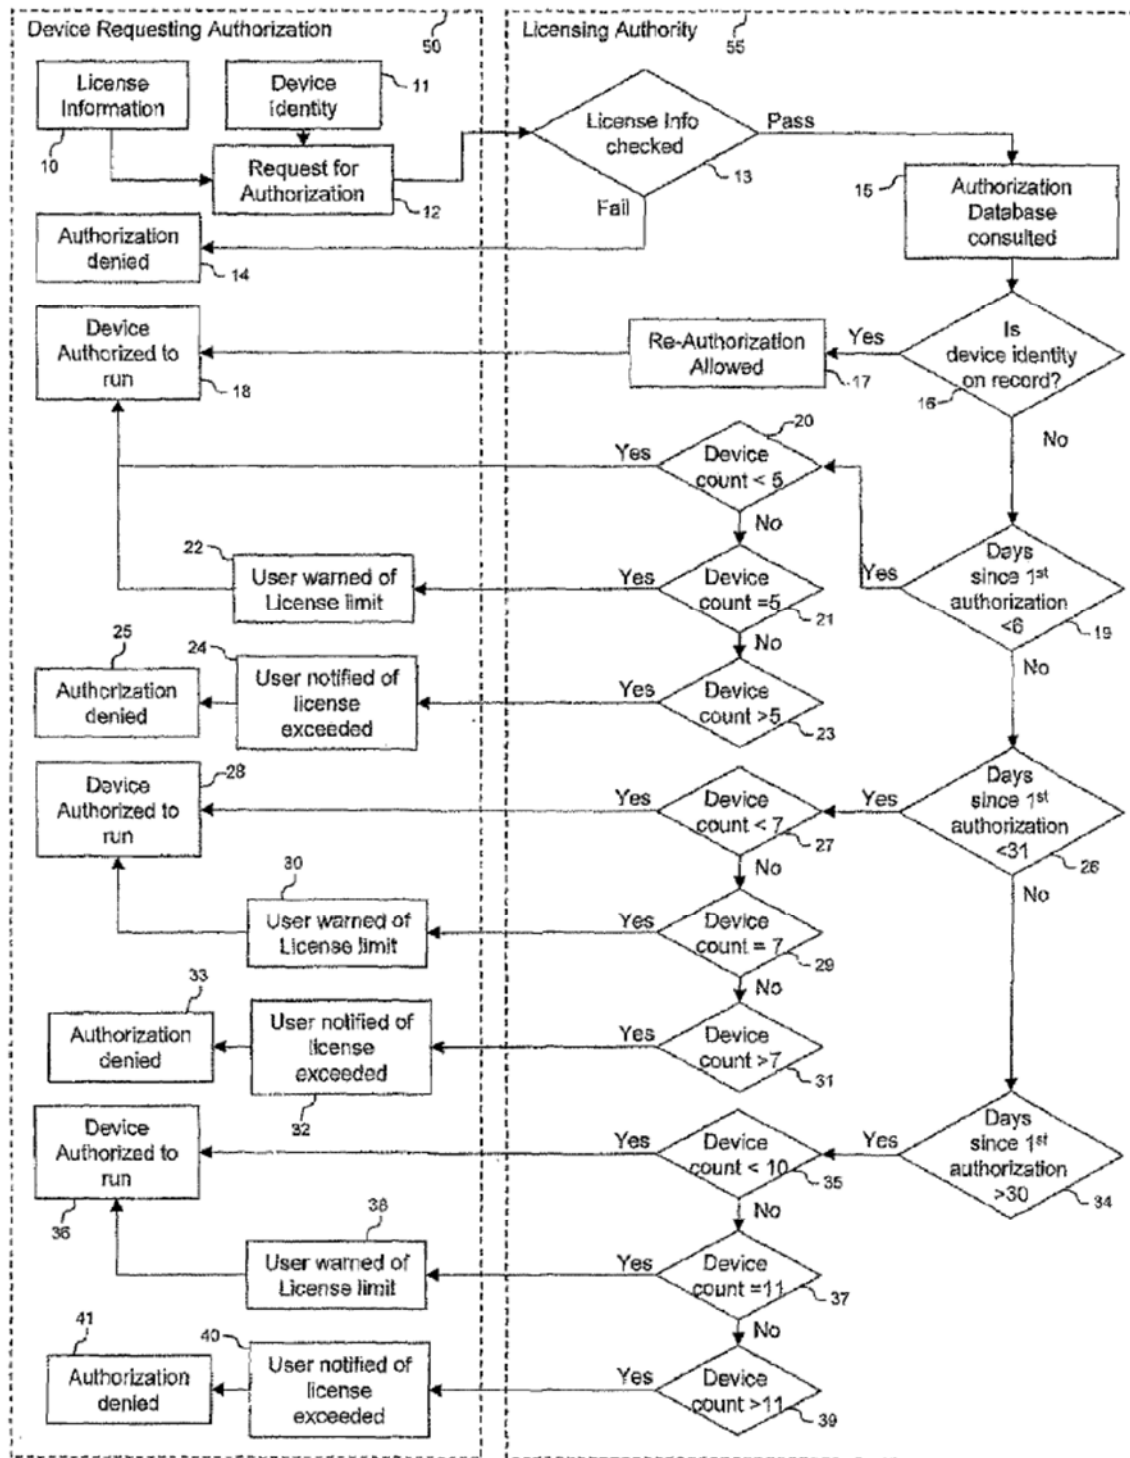 Device Requesting Authorization
50
Licensing Authority
55
License
Information
10
Device
Identity
11
Request for
Authorization
12
License Info
checked
13
Pass
Fail
Authorization
denied
14
15
Authorization
Database
consulted
Is
device identity
on record?
16
Yes
No
Re-Authorization
Allowed
17
Device
Authorized to
run
18
20
Device
count < 5
Yes
No
Days
since 1st
authorization
<6
19
Yes
No
22
User warned of
License limit
Yes
Device
count =5
21
No
25
Authorization
denied
24
User notified of
license
exceeded
Yes
Device
count >5
23
Device
Authorized to
run
28
Yes
Device
count < 7
27
No
Yes
Days
since 1st
authorization
<31
26
No
30
User warned of
License limit
Yes
Device
count = 7
29
No
33
Authorization
denied
User notified of
license
exceeded
32
Yes
Device
count >7
31
Device
Authorized to
run
36
Yes
Device
count < 10
35
No
Yes
Days
since 1st
authorization
>30
34
38
User warned of
License limit
Yes
Device
count =11
37
No
41
Authorization
denied
40
User notified of
license
exceeded
Yes
Device
count >11
39